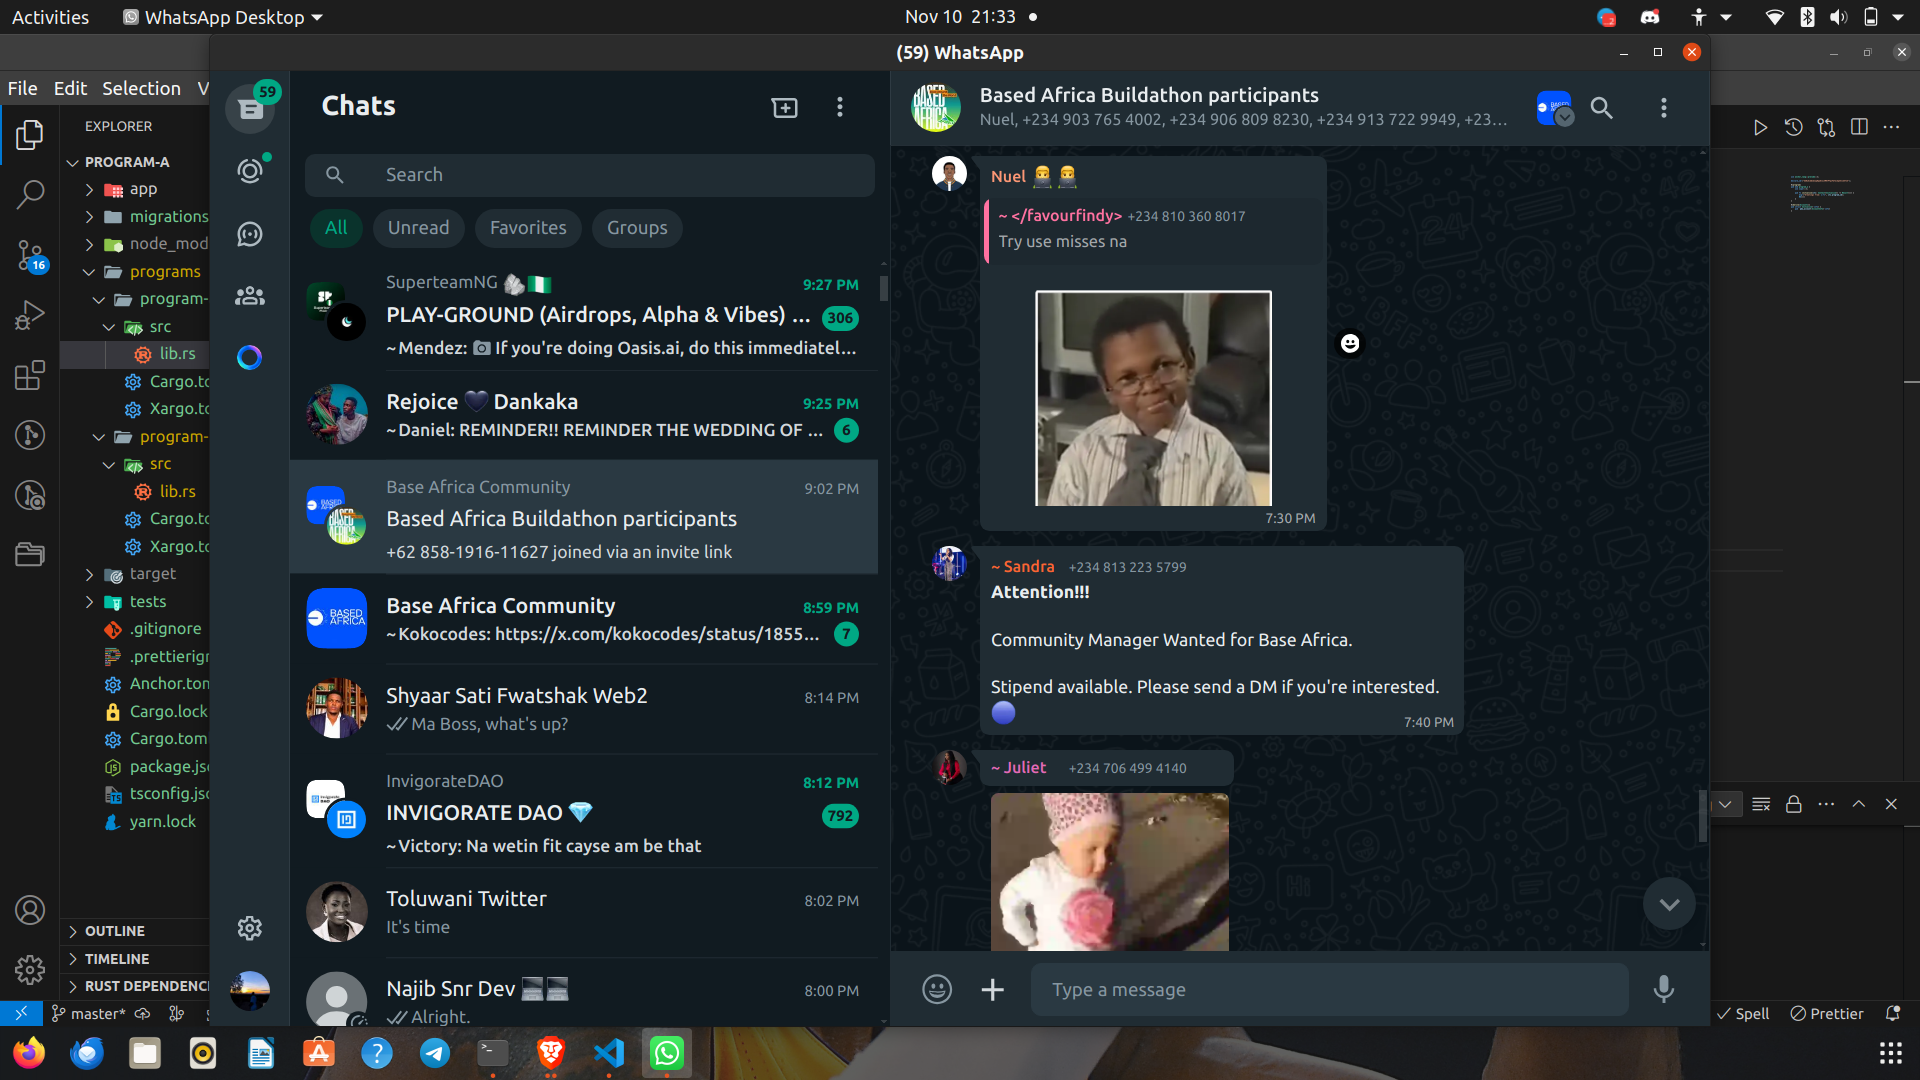 Activities
WhatsApp Desktop
Nov 10 21:33
(59) WhatsApp
File Edit Selection V
EXPLORER
PROGRAM-A
app
migrations
node_mod
programs
program-
src
lib.rs
Cargo.to
Xargo.to
program-
src
lib.rs
Cargo.to
Xargo.to
target
tests
.gitignore
.prettierign
Anchor.tom
Cargo.lock
Cargo.tom
package.jso
tsconfig.jso
yarn.lock
OUTLINE
TIMELINE
RUST DEPENDENCI
16
master*
59
Chats
Search
All Unread Favorites Groups
SuperteamNG 9:27 PM
PLAY-GROUND (Airdrops, Alpha & Vibes) ... 306
~Mendez: If you're doing Oasis.ai, do this immediatel...
Rejoice 🖤 Dankaka 9:25 PM
~Daniel: REMINDER!! REMINDER THE WEDDING OF ... 6
Base Africa Community 9:02 PM
Based Africa Buildathon participants
+62 858-1916-11627 joined via an invite link
BASED AFRICA
Base Africa Community 8:59 PM
~Kokocodes: https://x.com/kokocodes/status/1855... 7
Shyaar Sati Fwatshak Web2 8:14 PM
Ma Boss, what's up?
InvigorateDAO 8:12 PM
INVIGORATE DAO 💎 792
~Victory: Na wetin fit cayse am be that
Toluwani Twitter 8:02 PM
It's time
Najib Snr Dev 8:00 PM
Alright.
BASED AFRICA
Based Africa Buildathon participants
Nuel, +234 903 765 4002, +234 906 809 8230, +234 913 722 9949, +23...
Nuel
~ </favourfindy> +234 810 360 8017
Try use misses na
7:30 PM
~ Sandra +234 813 223 5799
Attention!!!
Community Manager Wanted for Base Africa.
Stipend available. Please send a DM if you're interested.
7:40 PM
~ Juliet +234 706 499 4140
Type a message
Spell
Prettier